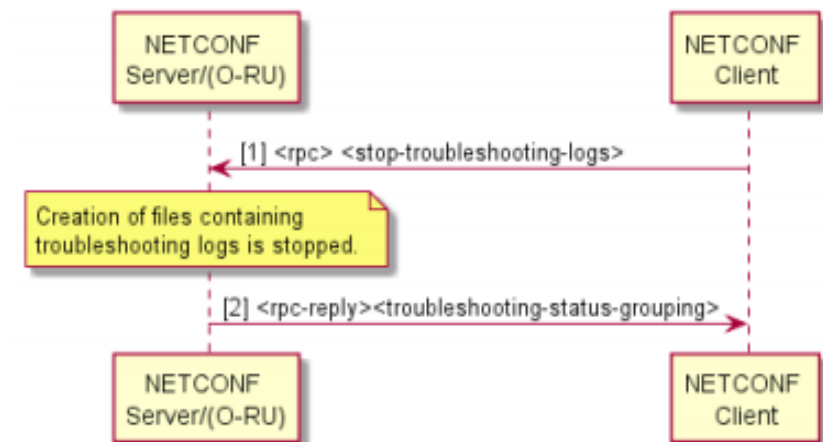 NETCONF
Server/(O-RU)
NETCONF
Client
[1] <rpc> <stop-troubleshooting-logs>
Creation of files containing
troubleshooting logs is stopped.
[2] <rpc-reply><troubleshooting-status-grouping>
NETCONF
Server/(O-RU)
NETCONF
Client